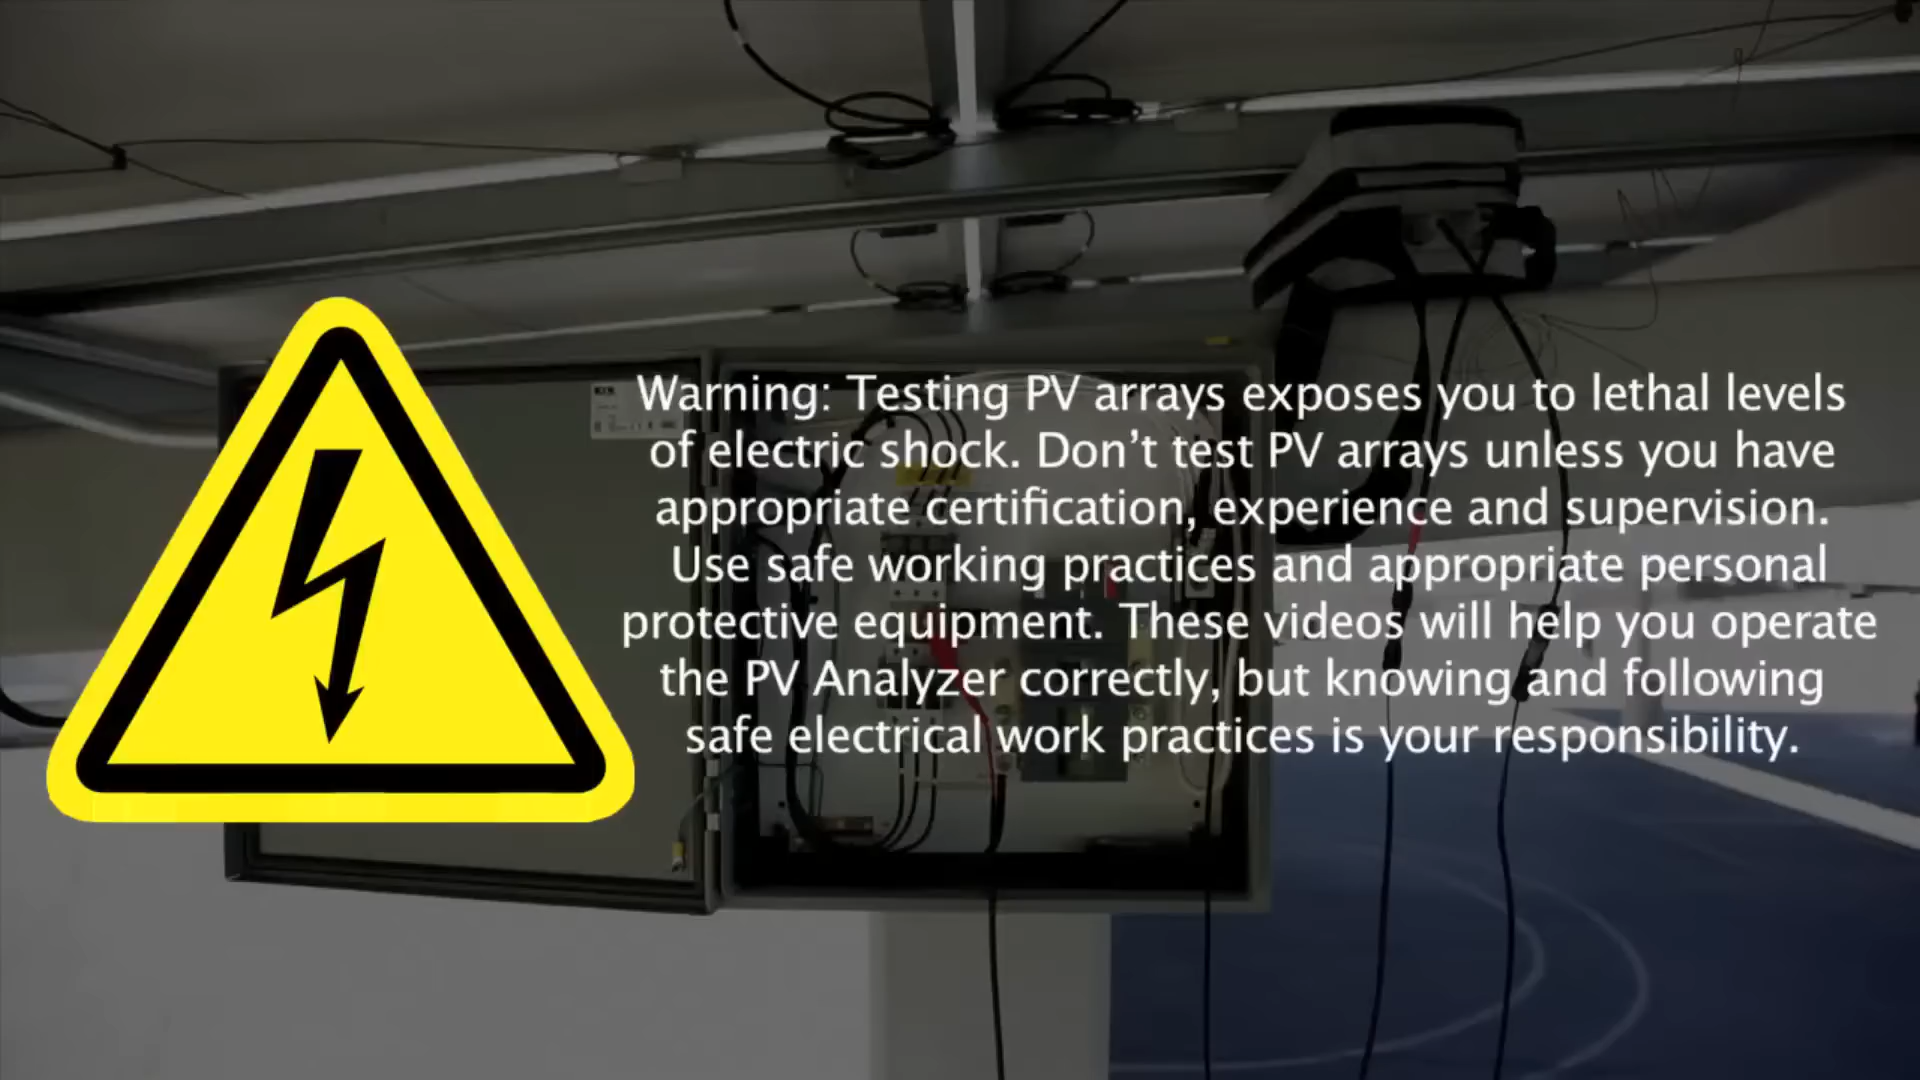 Warning: Testing PV arrays exposes you to lethal levels
of electric shock. Don’t test PV arrays unless you have
appropriate certification, experience and supervision.
Use safe working practices and appropriate personal
protective equipment. These videos will help you operate
the PV Analyzer correctly, but knowing and following
safe electrical work practices is your responsibility.